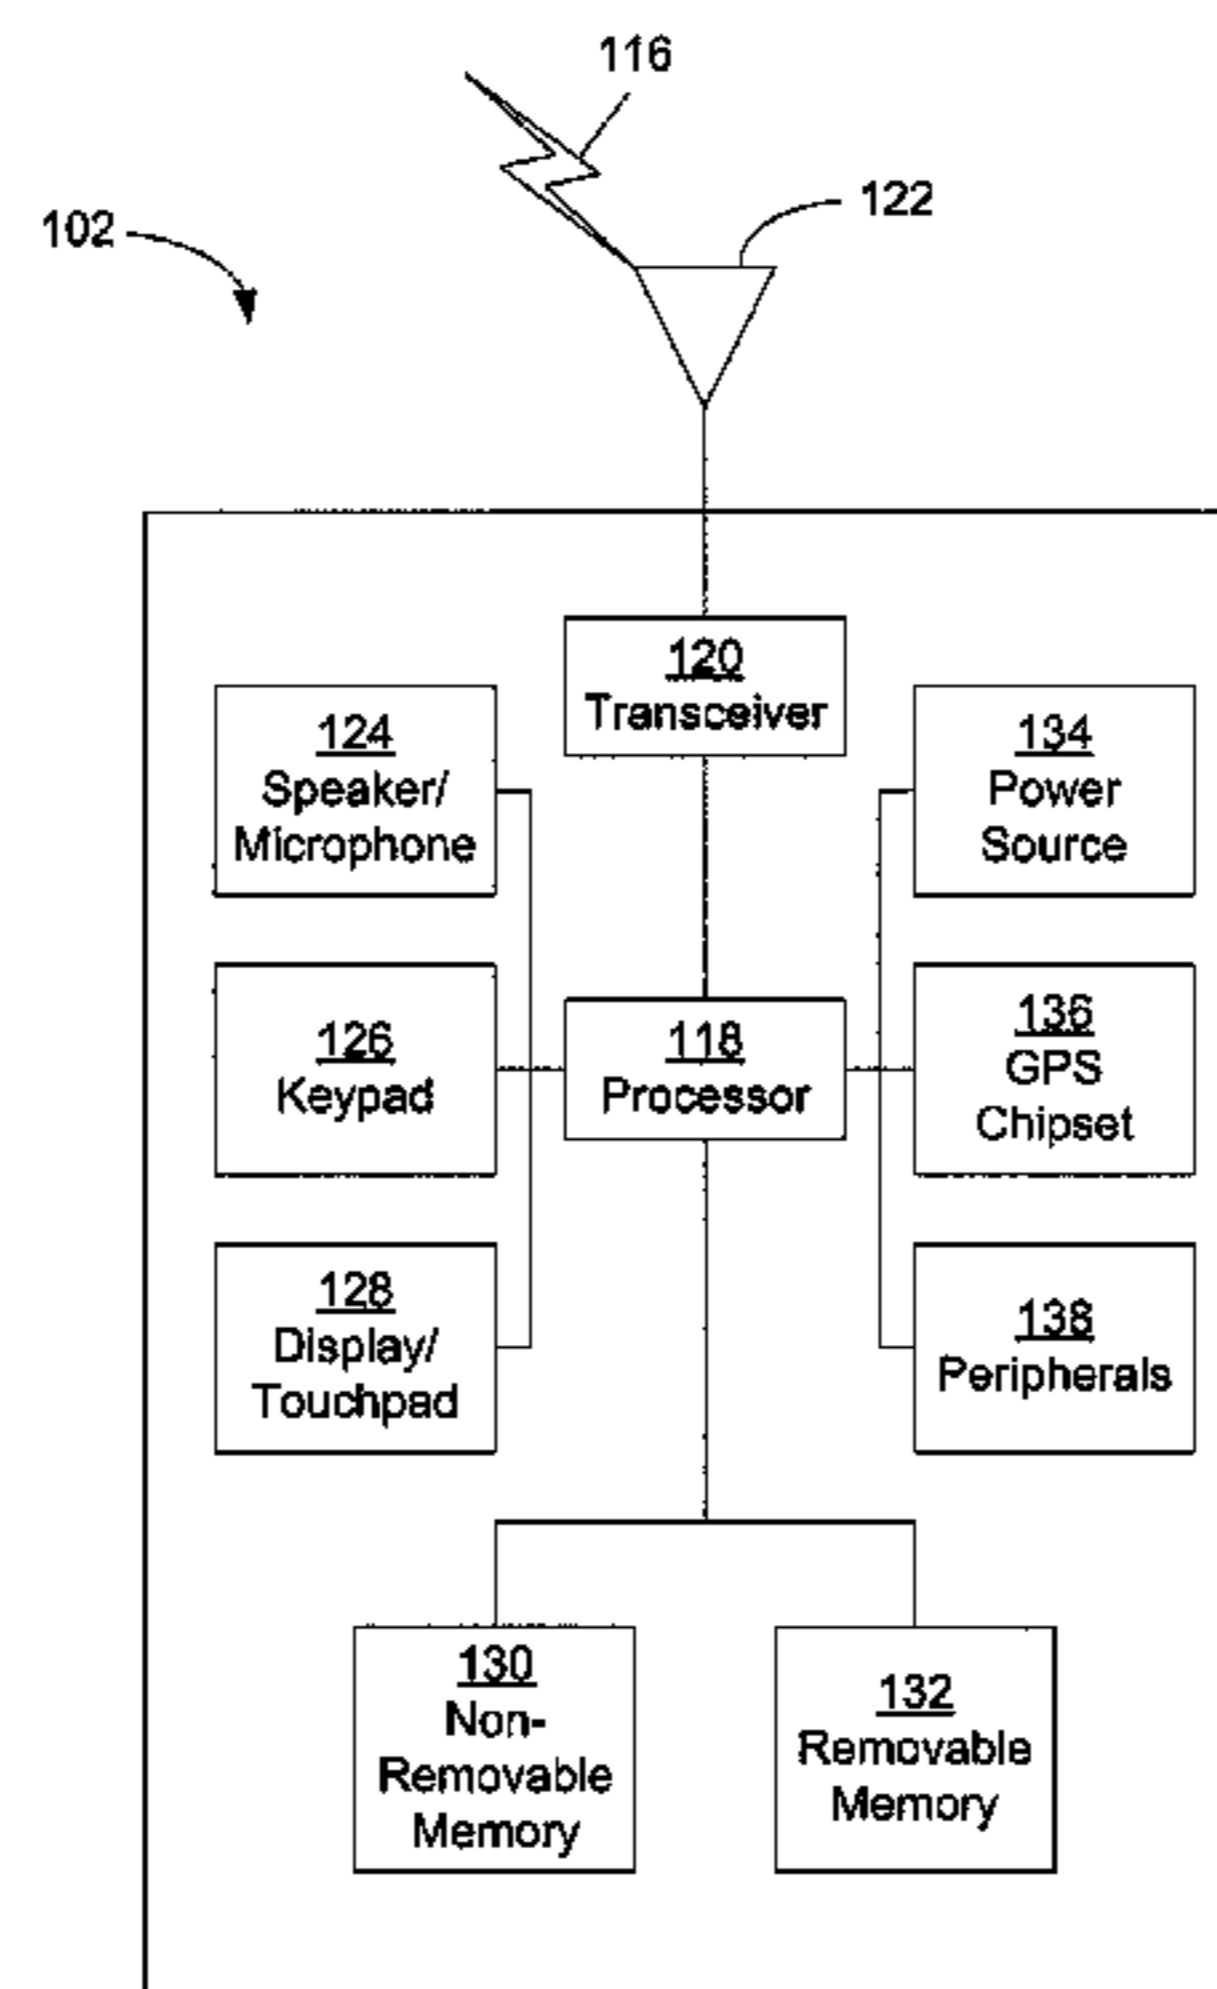 116
122
102
120
Transceiver
124
Speaker/
Microphone
134
Power
Source
126
Keypad
118
Processor
136
GPS
Chipset
128
Display/
Touchpad
138
Peripherals
130
Non-
Removable
Memory
132
Removable
Memory